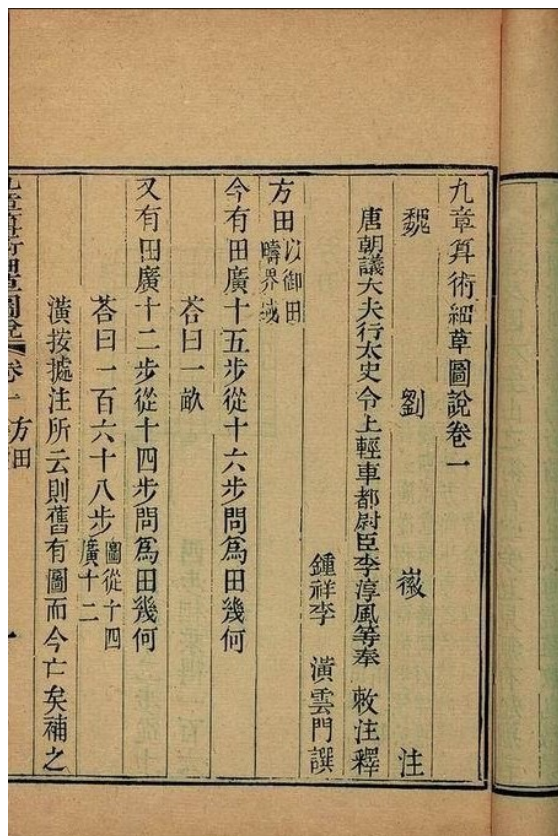 九章算術細草圖說卷一
魏 劉 徽 注
唐朝議大夫行太史令上輕車都尉臣李淳風等奉 敕注釋
鍾祥李 潢雲門譔
方田以御田疇界域
今有田廣十五步從十六步問爲田幾何
荅曰一畝
又有田廣十二步從十四步問爲田幾何
荅曰一百六十八步圖從十四廣十二
潢按據注所云則舊有圖而今亡矣補之
九章算術細草圖說 卷一 方田 一